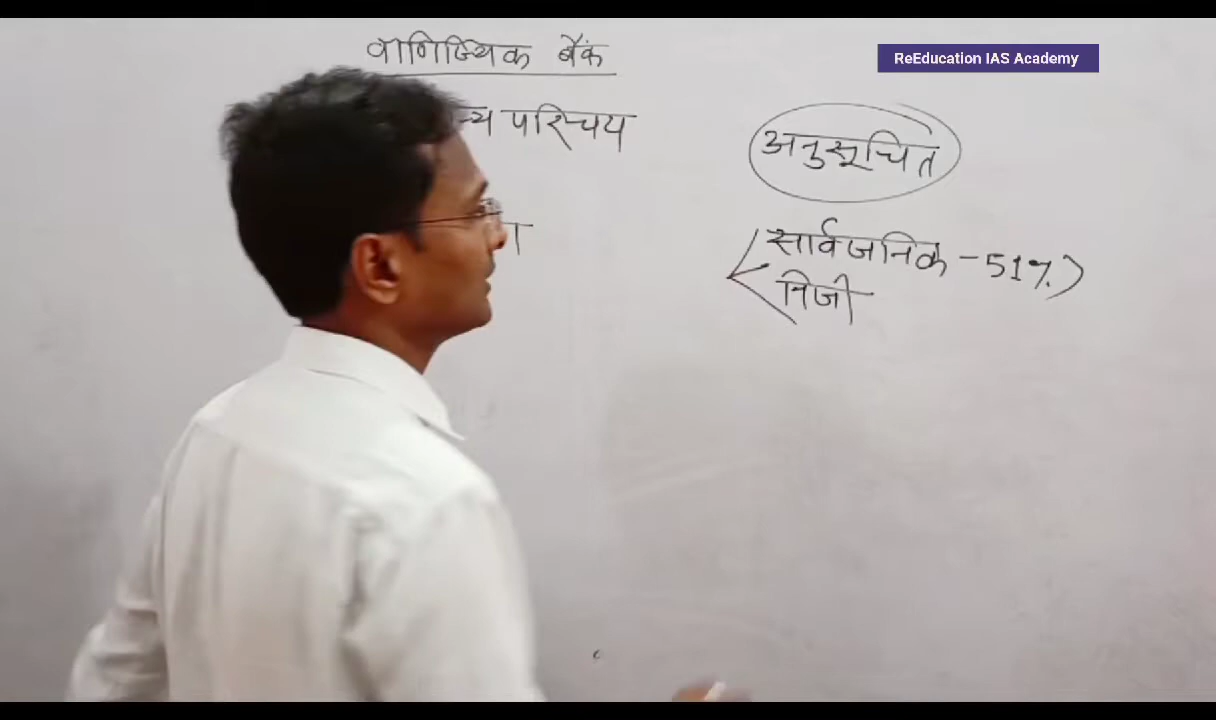 वाणिज्यिक बैंक
ReEducation IAS Academy
परिचय
अनुसूचित
सार्वजनिक - 51%)
निजी